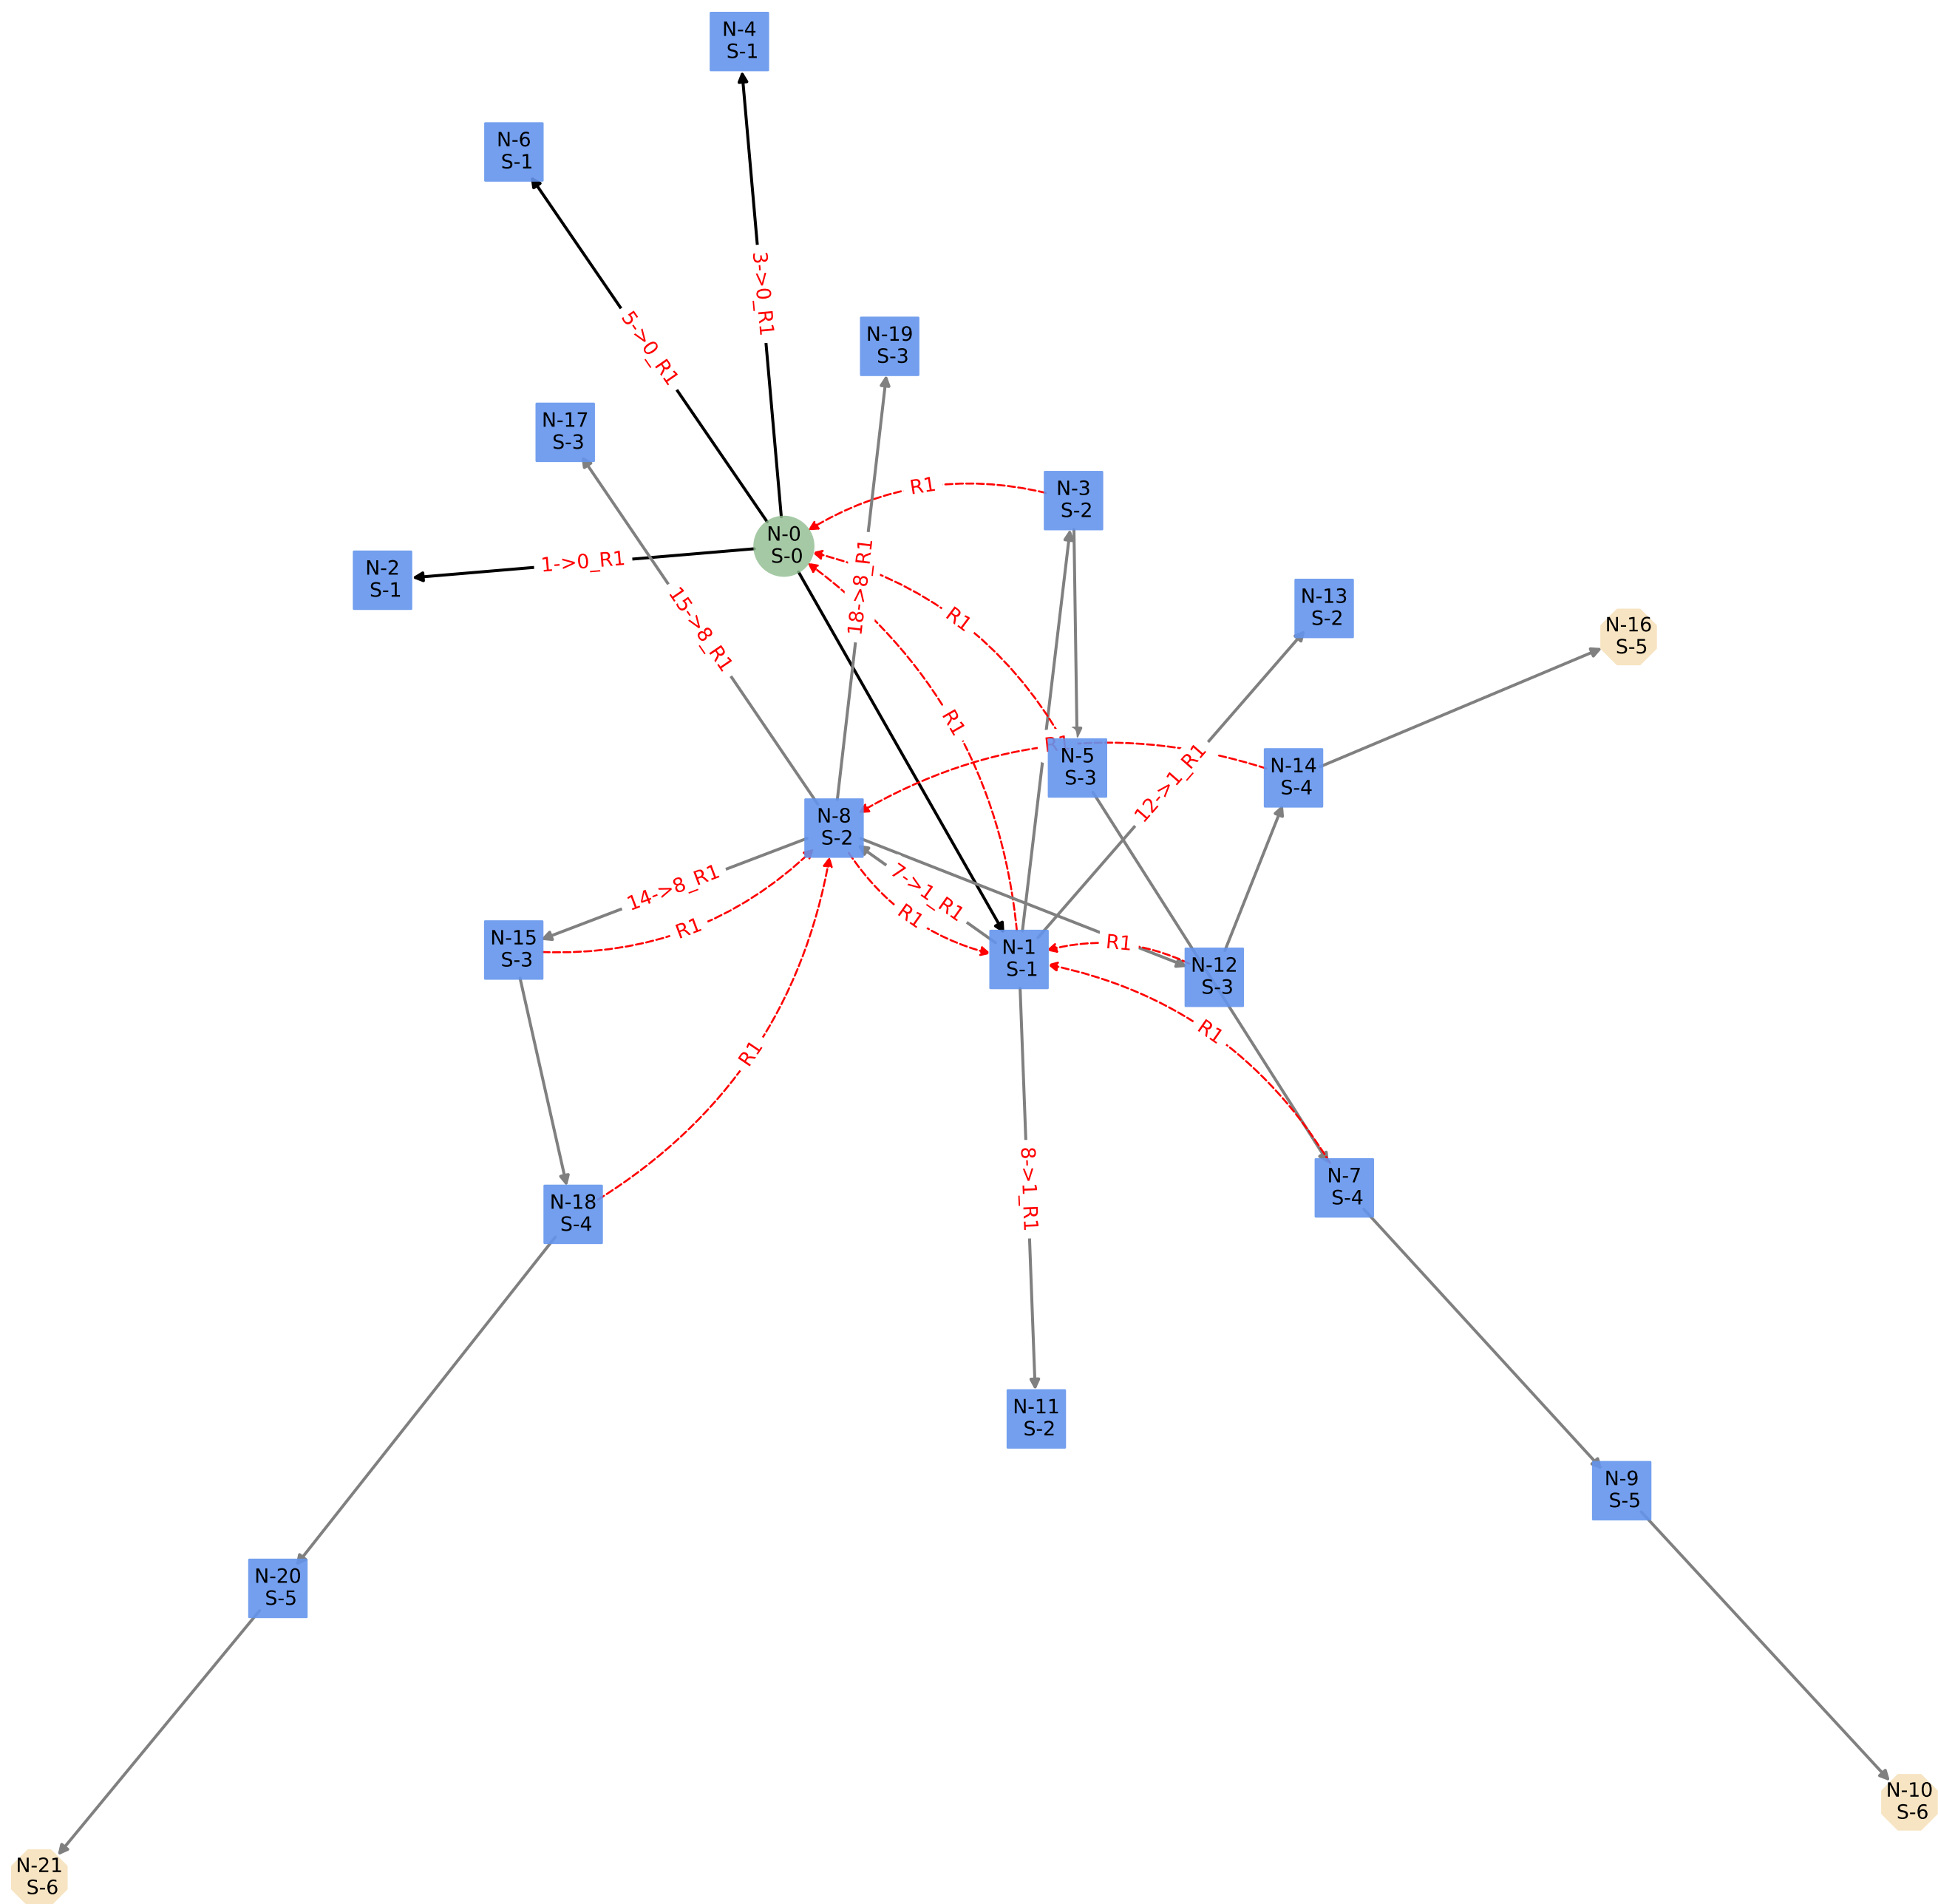 N-4
S-1
N-6
S-1
3->0_R1
5->0_R1
N-19
S-3
N-17
S-3
R1
N-3
S-2
N-0
S-0
1->0_R1
N-2
S-1
18->8_R1
15->8_R1
R1
N-13
S-2
N-16
S-5
R1
R1
N-5
S-3
N-14
S-4
12->1_R1
N-8
S-2
14->8_R1
7->1_R1
R1
R1
R1
N-15
S-3
N-1
S-1
N-12
S-3
R1
R1
8->1_R1
N-7
S-4
N-18
S-4
N-11
S-2
N-9
S-5
N-20
S-5
N-10
S-6
N-21
S-6